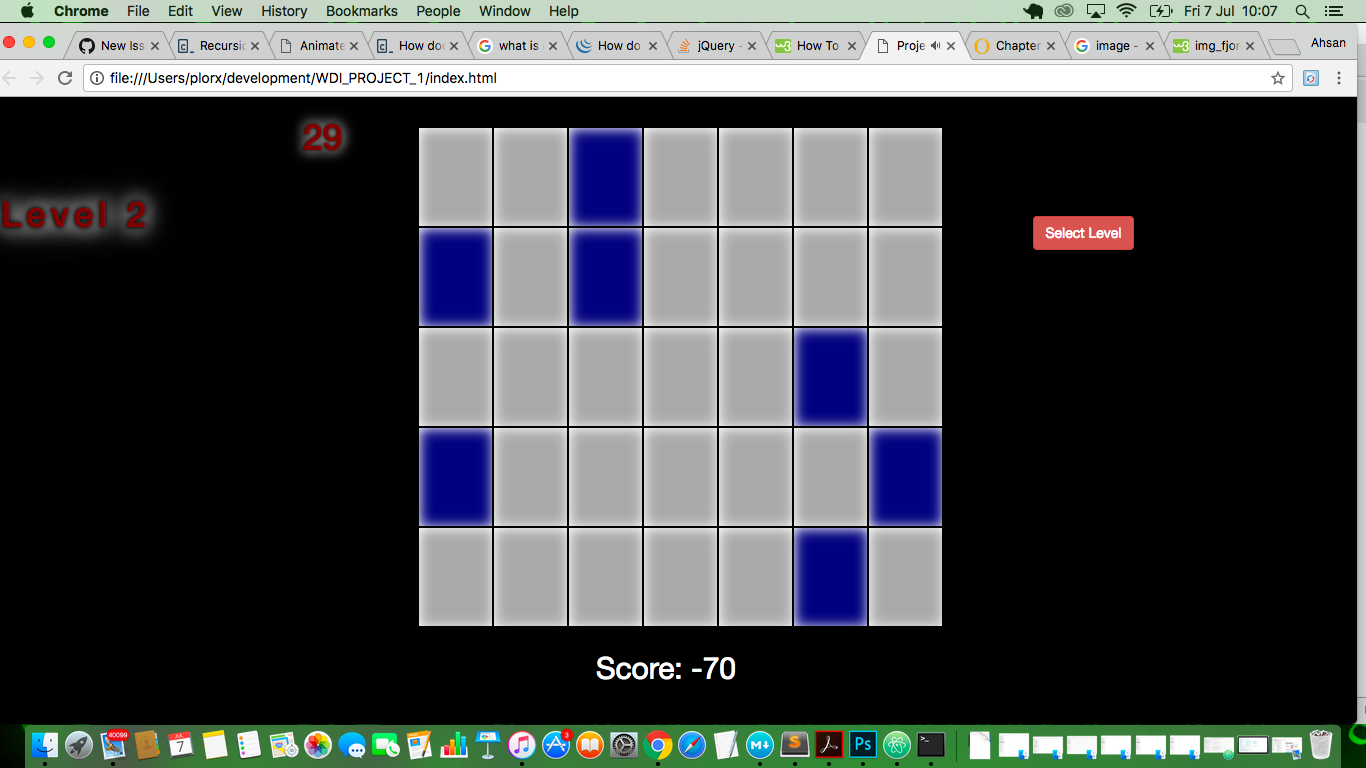 Chrome File Edit View History Bookmarks People Window Help Fri 7 Jul 10:07
New Iss Recursi Animate How do what is How do jQuery - How To Proje Chapter image - img_fjor Ahsan
file:///Users/plorx/development/WDI_PROJECT_1/index.html
29
Level 2
Select Level
Score: -70
40099
JUL
7
3
M
S
Ps
>_